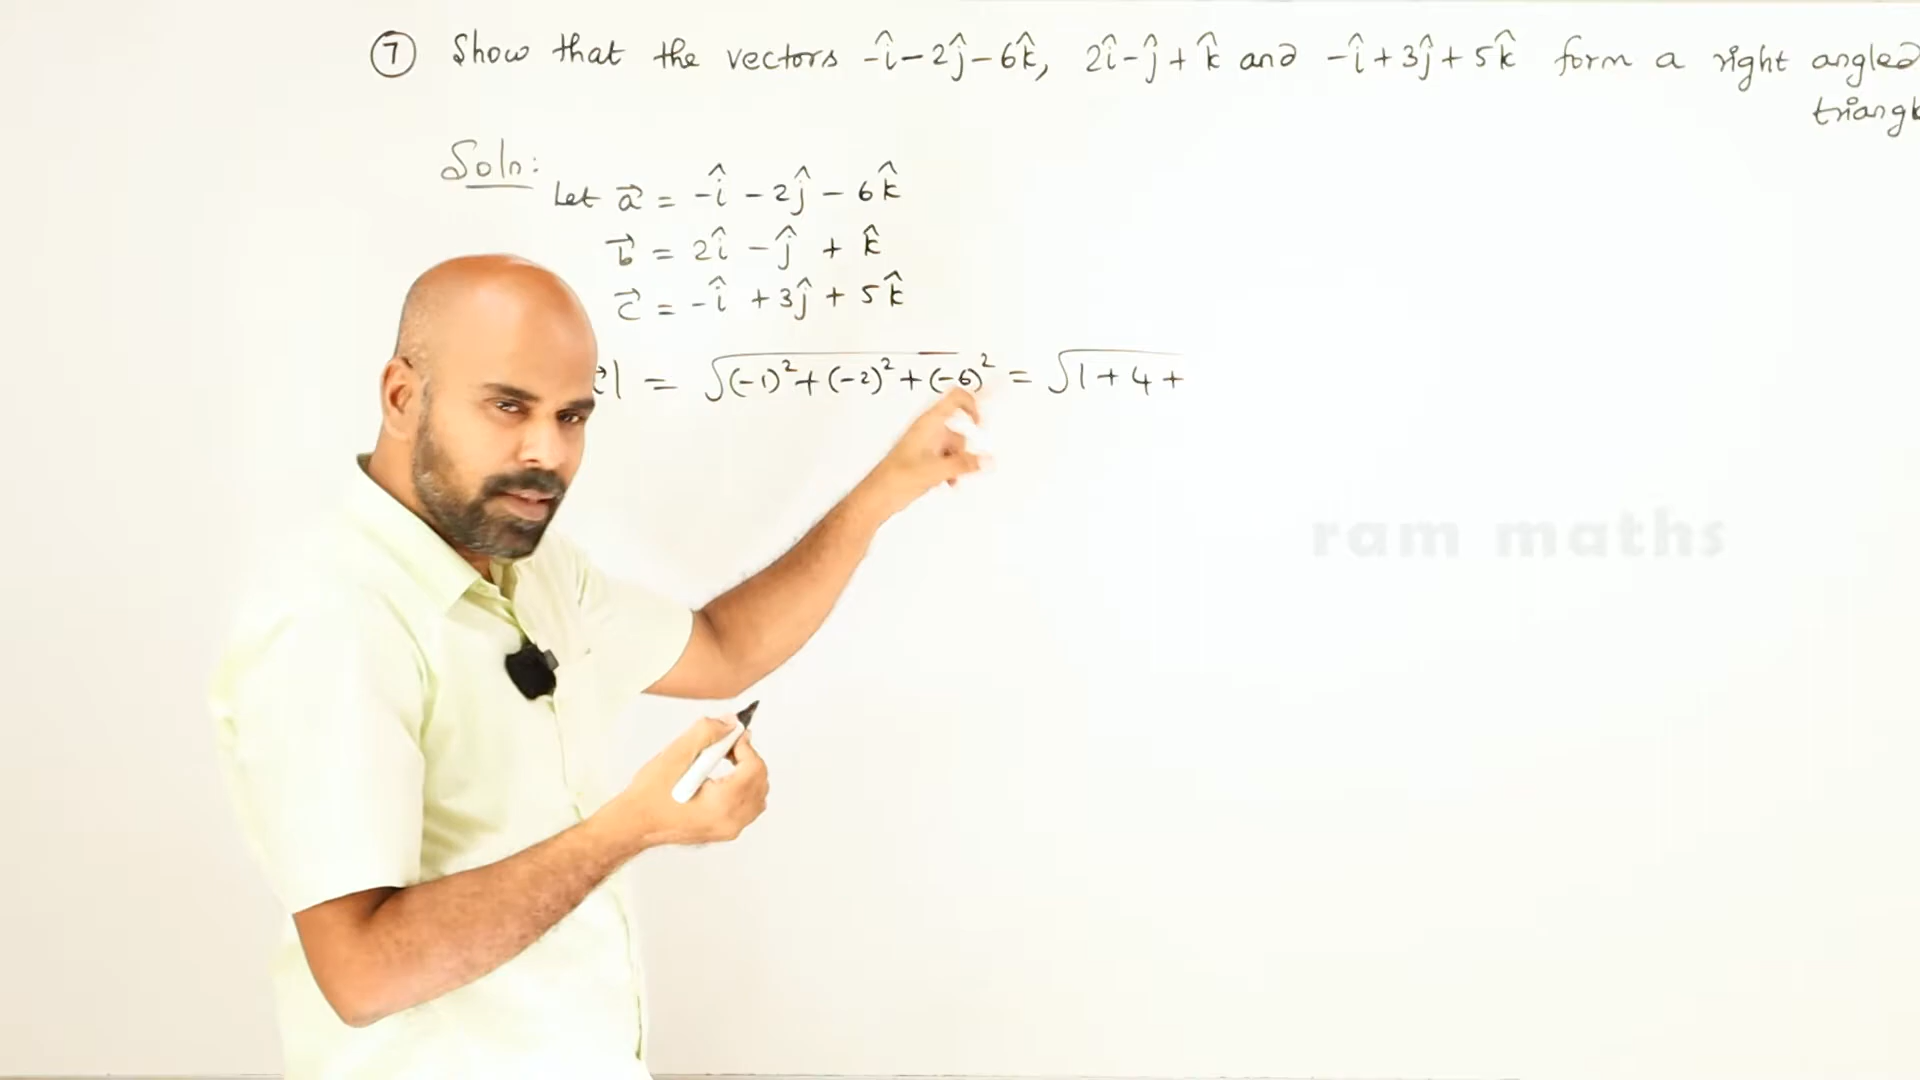 ⑦ Show that the vectors -î-2ĵ-6k̂, 2î-ĵ+k̂ and -î+3ĵ+5k̂ form a right angled
Soln:
Let a⃗ = -î - 2ĵ - 6k̂
b⃗ = 2î - ĵ + k̂
c⃗ = -î + 3ĵ + 5k̂
| = √(-1)²+(-2)²+(-6)² = √1+4+
ram maths